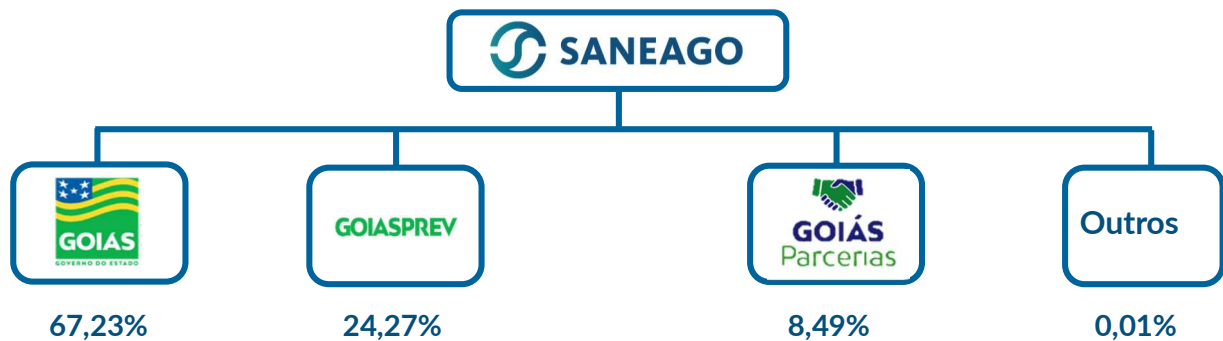 SANEAGO
GOIÁS
GOVERNO DO ESTADO
GOIASPREV
GOIÁS
Parcerias
Outros
67,23%
24,27%
8,49%
0,01%